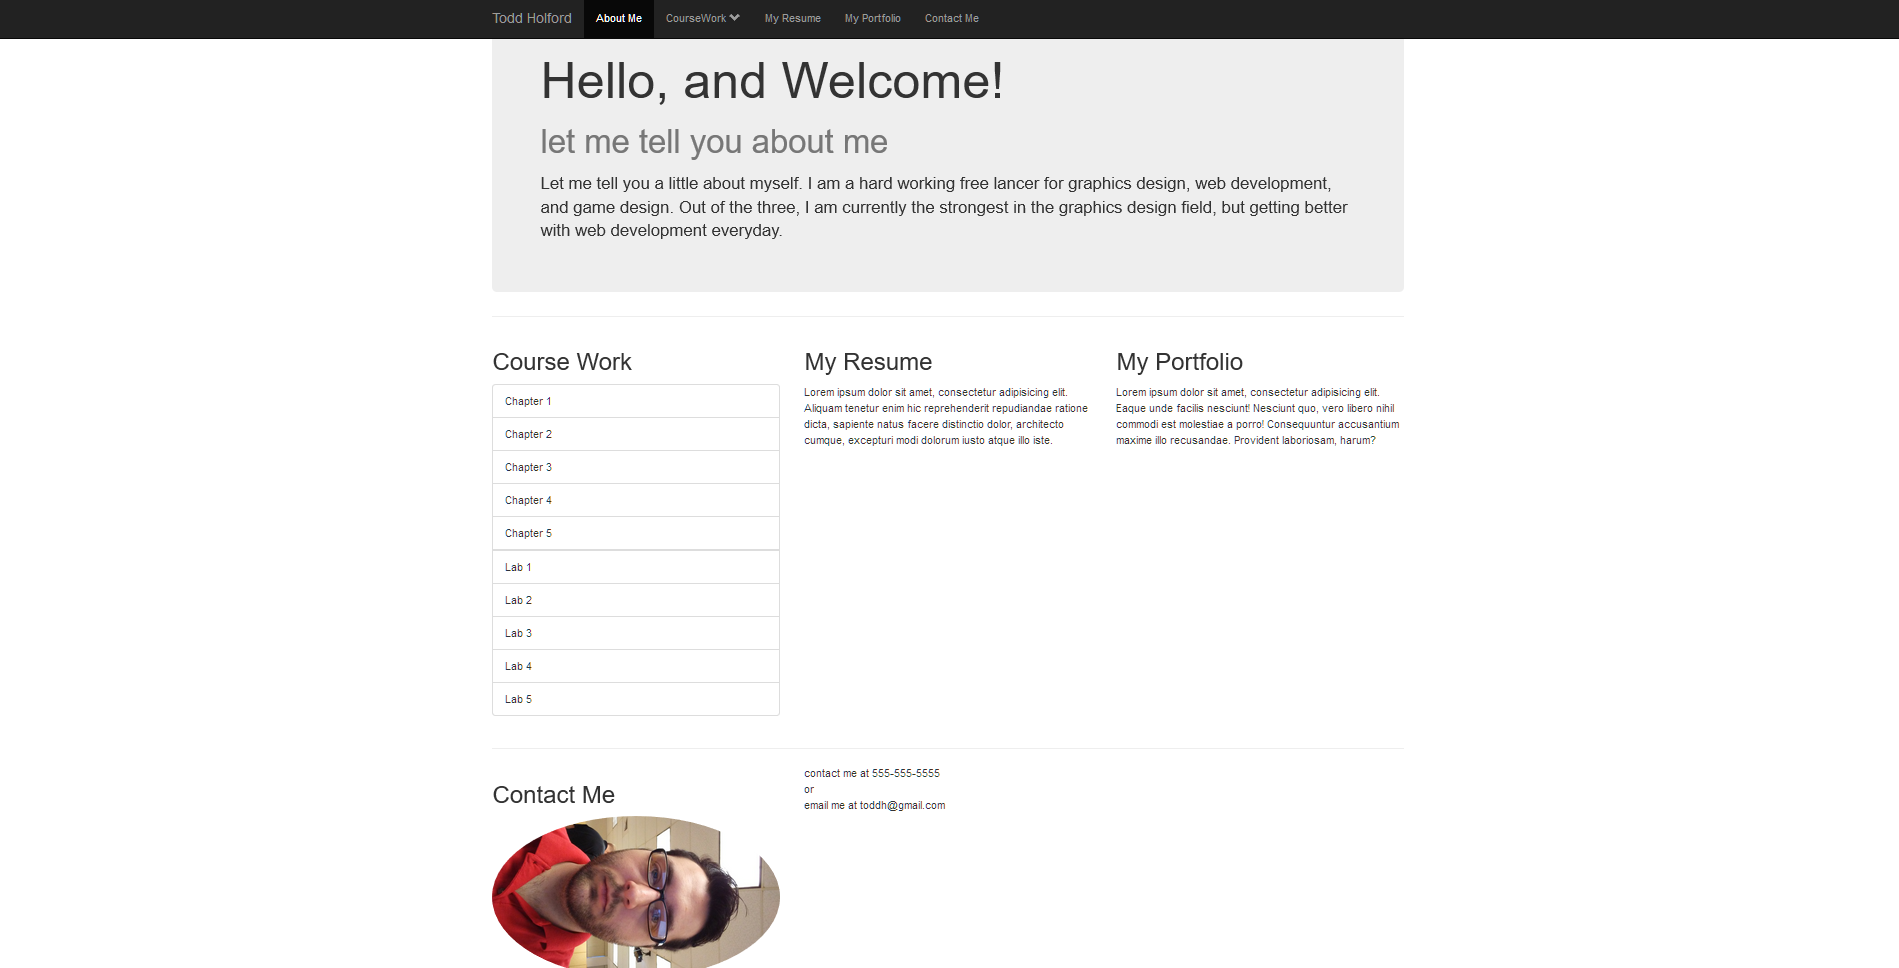 Todd Holford About Me CourseWork My Resume My Portfolio Contact Me
Hello, and Welcome!
let me tell you about me
Let me tell you a little about myself. I am a hard working free lancer for graphics design, web development,
and game design. Out of the three, I am currently the strongest in the graphics design field, but getting better
with web development everyday.
Course Work
Chapter 1
Chapter 2
Chapter 3
Chapter 4
Chapter 5
Lab 1
Lab 2
Lab 3
Lab 4
Lab 5
My Resume
Lorem ipsum dolor sit amet, consectetur adipisicing elit.
Aliquam tenetur enim hic reprehenderit repudiandae ratione
dicta, sapiente natus facere distinctio dolor, architecto
cumque, excepturi modi dolorum iusto atque illo iste.
My Portfolio
Lorem ipsum dolor sit amet, consectetur adipisicing elit.
Eaque unde facilis nesciunt! Nesciunt quo, vero libero nihil
commodi est molestiae a porro! Consequuntur accusantium
maxime illo recusandae. Provident laboriosam, harum?
Contact Me
contact me at 555-555-5555
or
email me at toddh@gmail.com